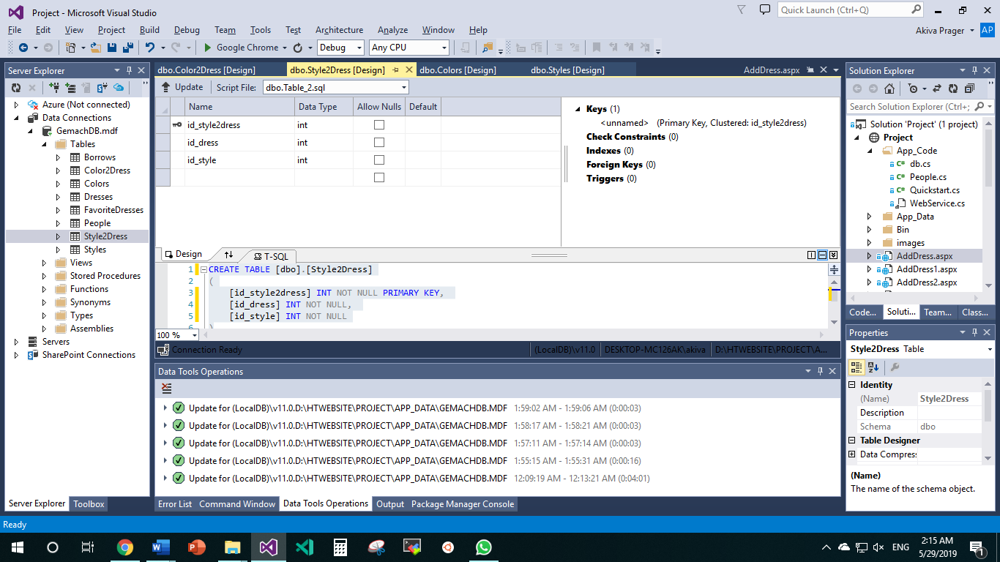 Project - Microsoft Visual Studio
Quick Launch (Ctrl+Q)
File Edit View Project Build Debug Team Tools Test Architecture Analyze Window Help
Akiva Prager AP
Google Chrome Debug Any CPU
Server Explorer
Azure (Not connected)
Data Connections
GemachDB.mdf
Tables
Borrows
Color2Dress
Colors
Dresses
FavoriteDresses
People
Style2Dress
Styles
Views
Stored Procedures
Functions
Synonyms
Types
Assemblies
Servers
SharePoint Connections
Server Explorer Toolbox
dbo.Color2Dress [Design] dbo.Style2Dress [Design] dbo.Colors [Design] dbo.Styles [Design] AddDress.aspx
Update Script File: dbo.Table_2.sql
Name Data Type Allow Nulls Default
id_style2dress int
id_dress int
id_style int
Keys (1)
<unnamed> (Primary Key, Clustered: id_style2dress)
Check Constraints (0)
Indexes (0)
Foreign Keys (0)
Triggers (0)
Design T-SQL
1 CREATE TABLE [dbo].[Style2Dress]
2 (
3 [id_style2dress] INT NOT NULL PRIMARY KEY,
4 [id_dress] INT NOT NULL,
5 [id_style] INT NOT NULL
6 )
100 %
Connection Ready (LocalDB)\v11.0 DESKTOP-MC126AK\akiva D:\HTWEBSITE\PROJECT\A...
Data Tools Operations
Update for (LocalDB)\v11.0.D:\HTWEBSITE\PROJECT\APP_DATA\GEMACHDB.MDF 1:59:02 AM - 1:59:06 AM (0:00:03)
Update for (LocalDB)\v11.0.D:\HTWEBSITE\PROJECT\APP_DATA\GEMACHDB.MDF 1:58:17 AM - 1:58:21 AM (0:00:03)
Update for (LocalDB)\v11.0.D:\HTWEBSITE\PROJECT\APP_DATA\GEMACHDB.MDF 1:57:11 AM - 1:57:14 AM (0:00:03)
Update for (LocalDB)\v11.0.D:\HTWEBSITE\PROJECT\APP_DATA\GEMACHDB.MDF 1:55:15 AM - 1:55:31 AM (0:00:16)
Update for (LocalDB)\v11.0.D:\HTWEBSITE\PROJECT\APP_DATA\GEMACHDB.MDF 12:09:19 AM - 12:13:21 AM (0:04:01)
Error List Command Window Data Tools Operations Output Package Manager Console
Solution Explorer
Search Solution Explorer (Ctrl+;
Solution 'Project' (1 project)
Project
App_Code
C# db.cs
C# People.cs
C# Quickstart.cs
WebService.cs
App_Data
Bin
images
AddDress.aspx
AddDress1.aspx
AddDress2.aspx
Code... Soluti... Team... Class...
Properties
Style2Dress Table
Identity
(Name) Style2Dress
Description
Schema dbo
Table Designer
Data Compress
(Name)
The name of the schema object.
Ready
ENG 2:15 AM
5/29/2019
1